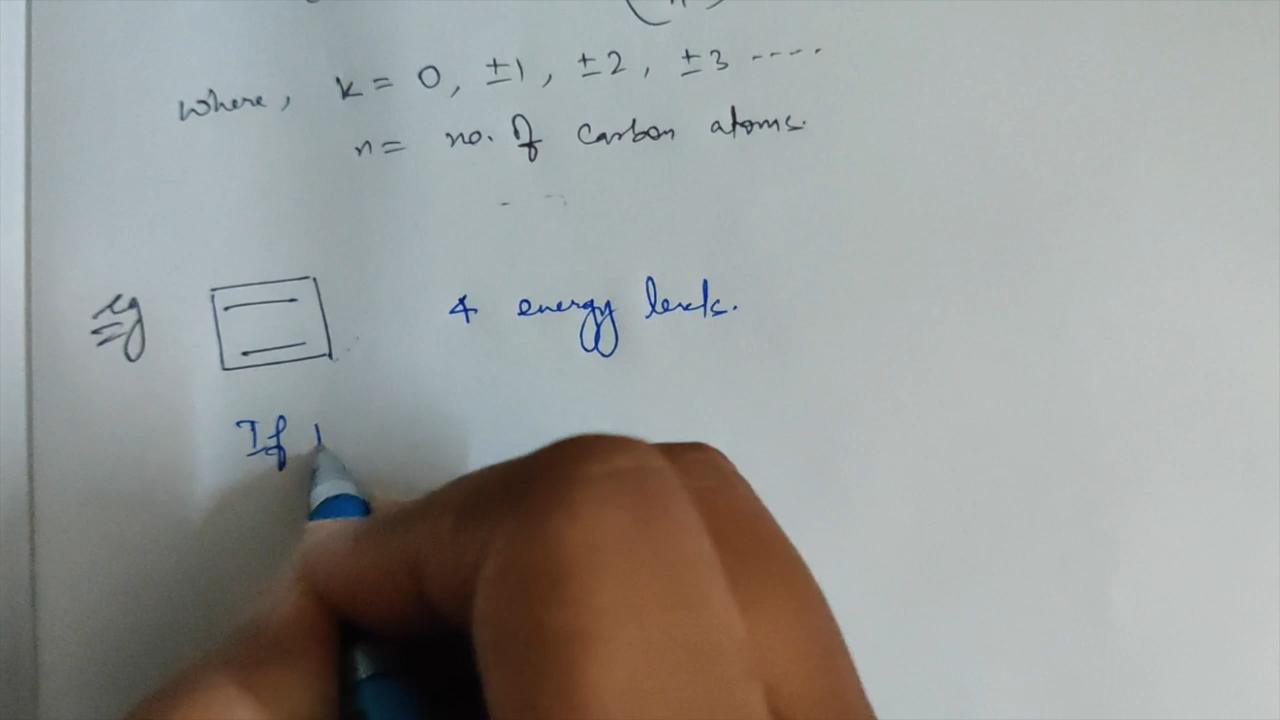 where, k = 0, ±1, ±2, ±3 ----.
n = no. of carbon atoms.
eg 4 energy levels.
If